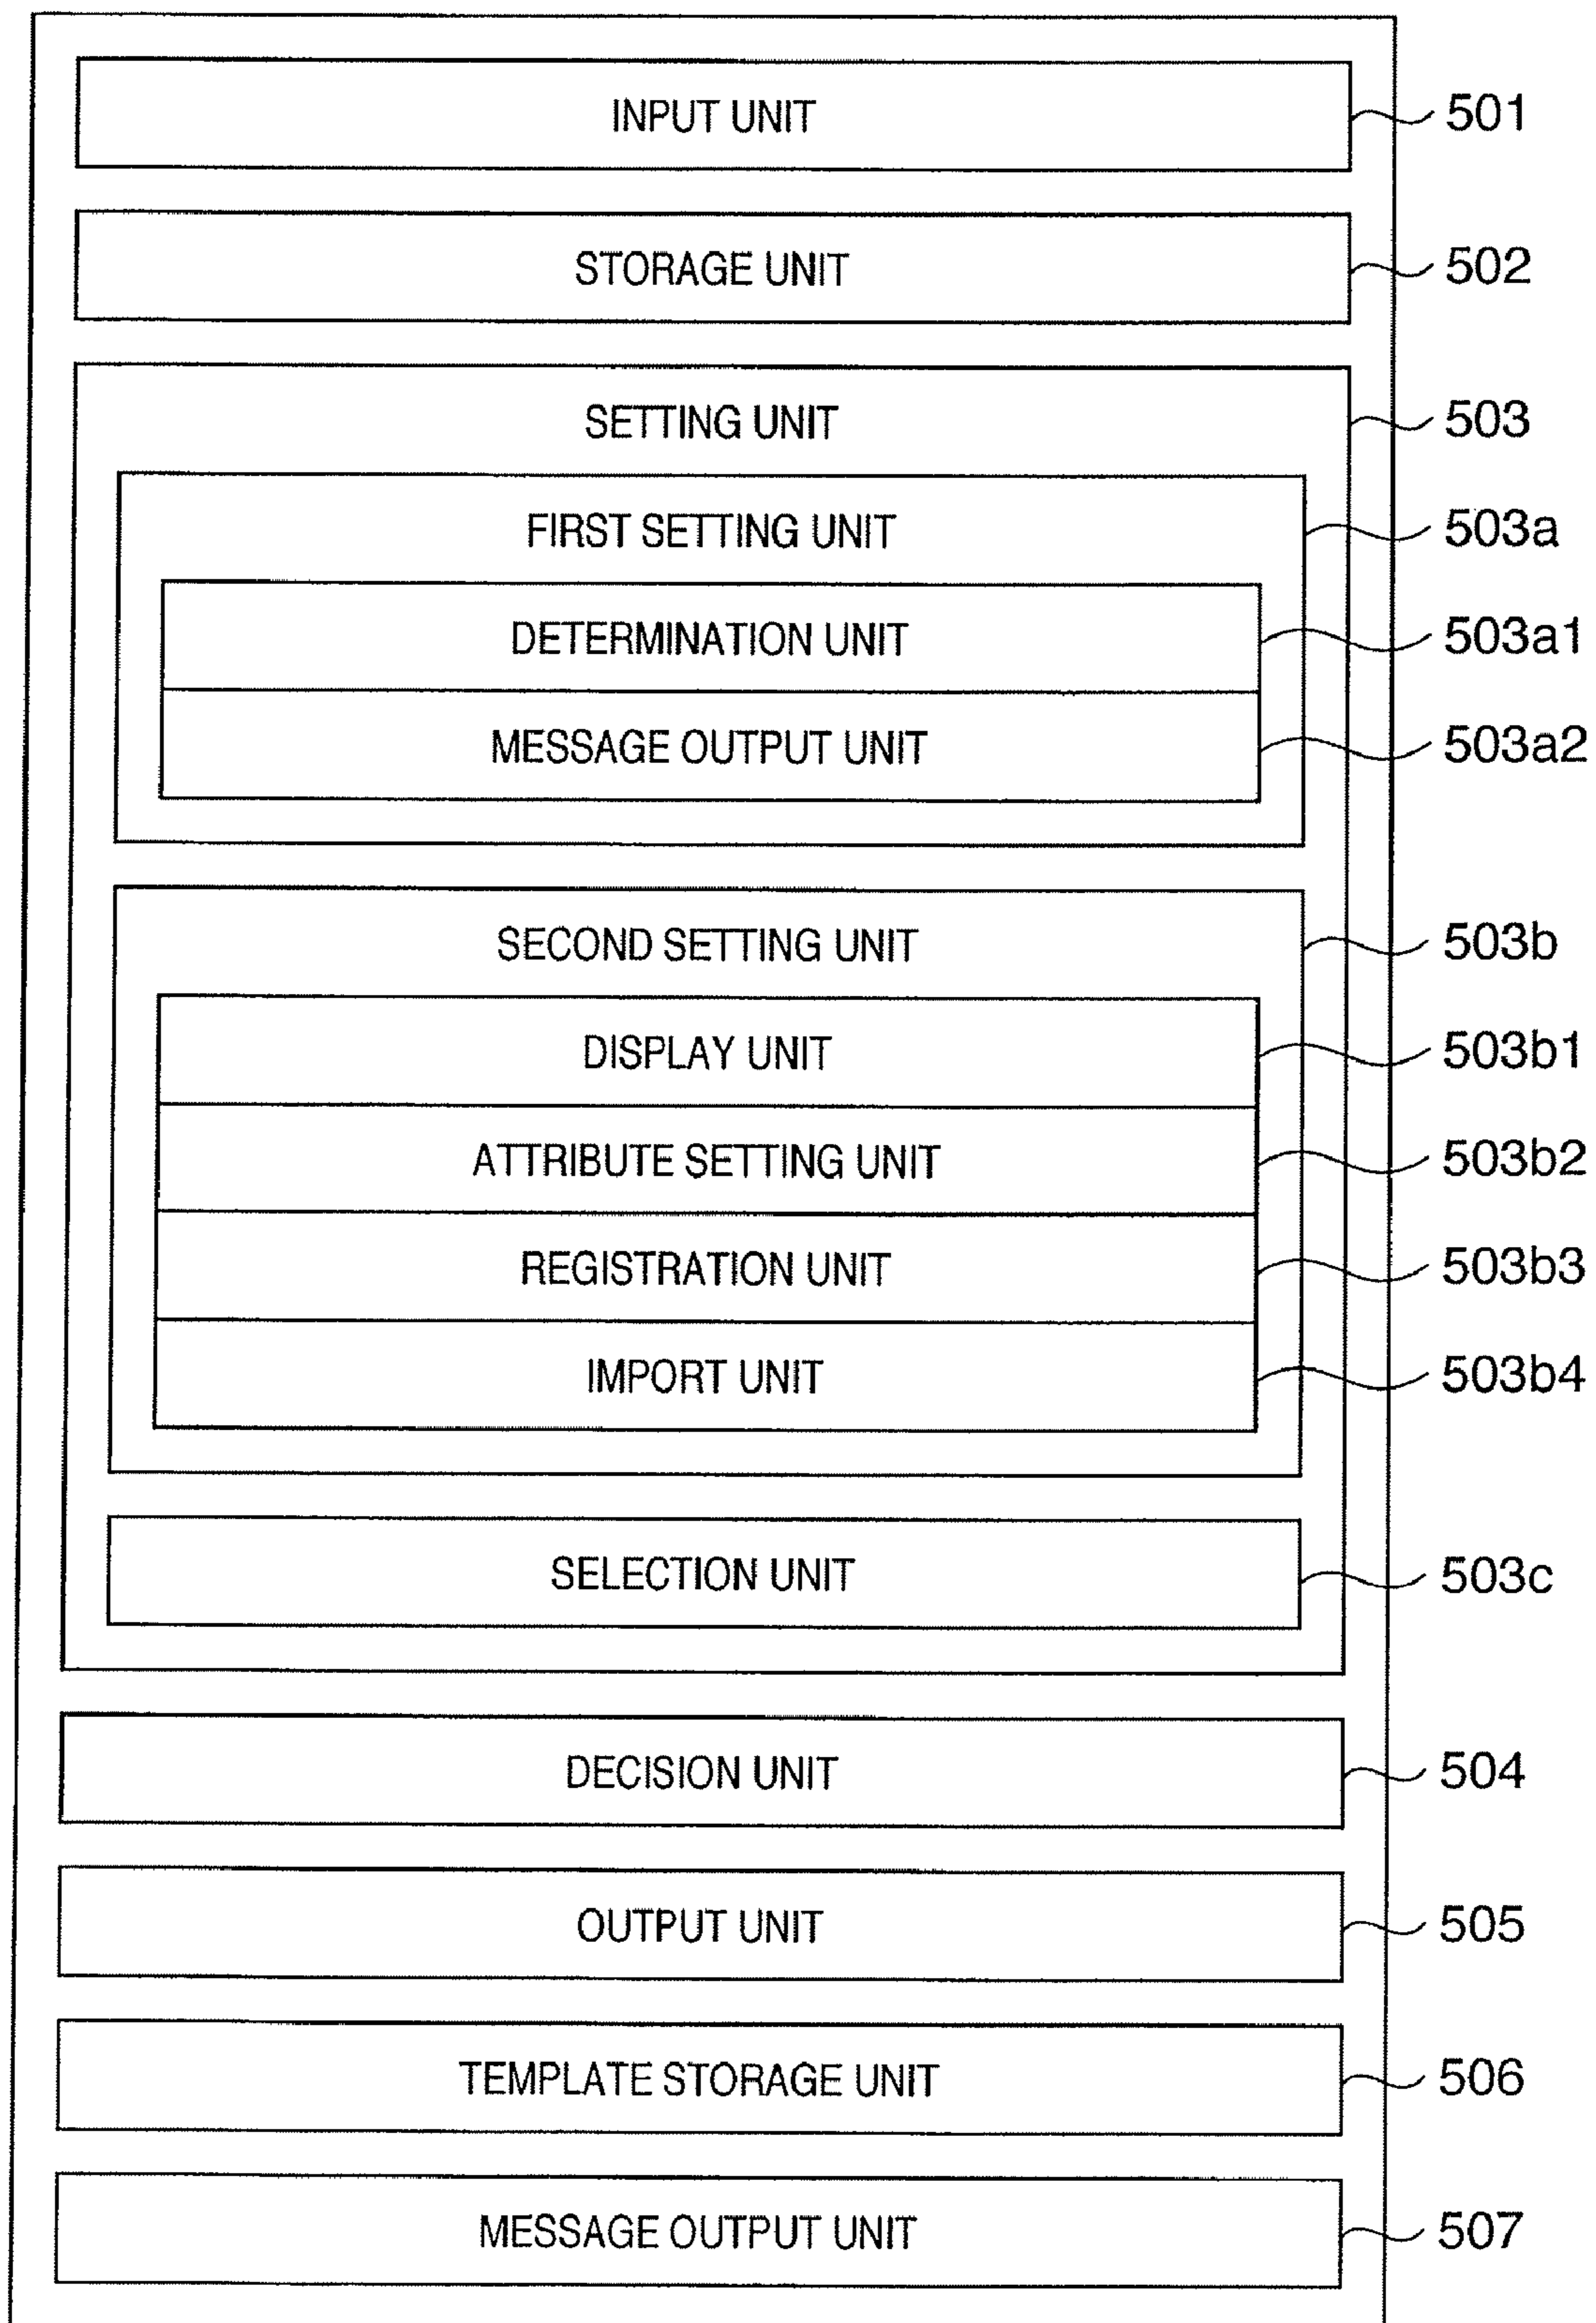 INPUT UNIT 501
STORAGE UNIT 502
SETTING UNIT 503
FIRST SETTING UNIT 503a
DETERMINATION UNIT 503a1
MESSAGE OUTPUT UNIT 503a2
SECOND SETTING UNIT 503b
DISPLAY UNIT 503b1
ATTRIBUTE SETTING UNIT 503b2
REGISTRATION UNIT 503b3
IMPORT UNIT 503b4
SELECTION UNIT 503c
DECISION UNIT 504
OUTPUT UNIT 505
TEMPLATE STORAGE UNIT 506
MESSAGE OUTPUT UNIT 507